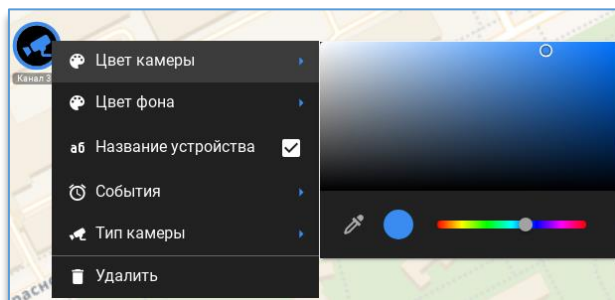 Канал 3
Цвет камеры
Цвет фона
аб Название устройства
События
Тип камеры
Удалить